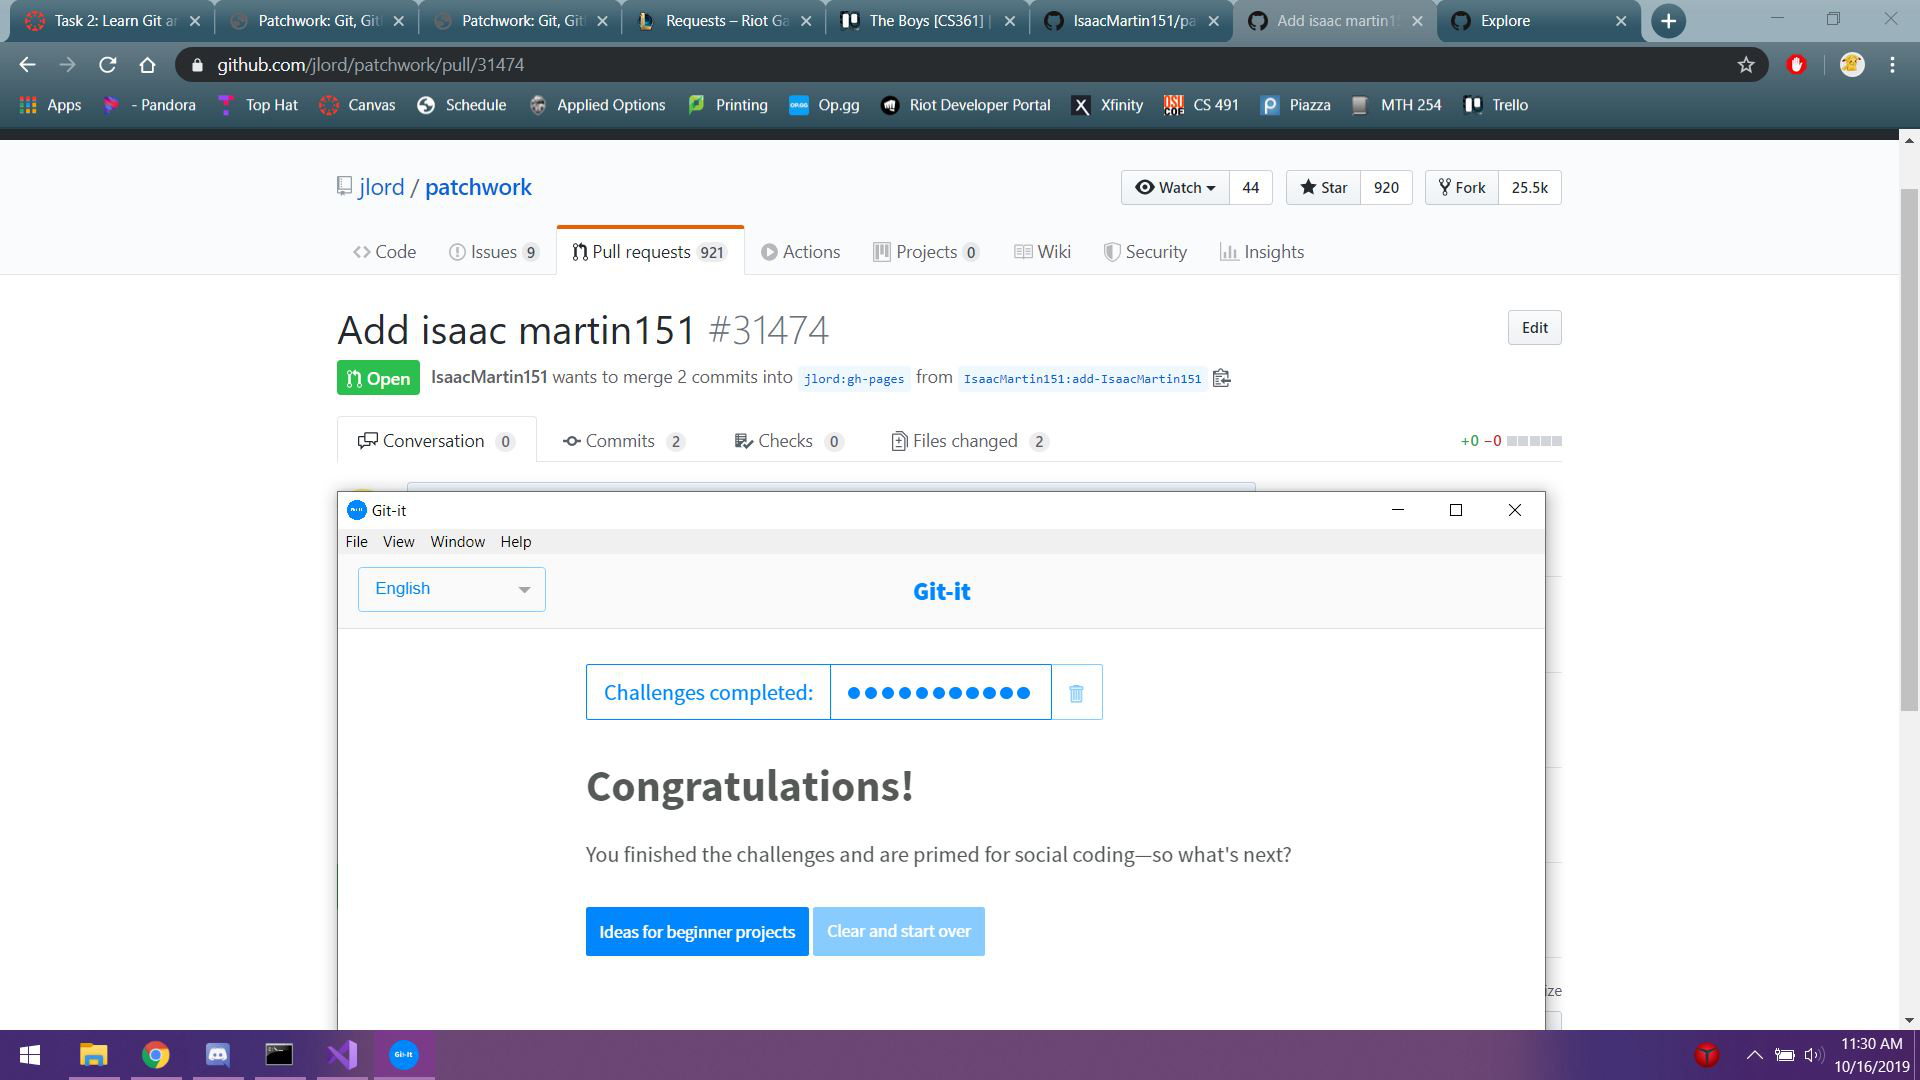 Task 2: Learn Git ar
Patchwork: Git, Git
Patchwork: Git, Git
Requests – Riot Ga
The Boys [CS361] |
IsaacMartin151/pa
Add isaac martin15
Explore
github.com/jlord/patchwork/pull/31474
Apps
- Pandora
Top Hat
Canvas
Schedule
Applied Options
Printing
Op.gg
Riot Developer Portal
Xfinity
CS 491
Piazza
MTH 254
Trello
jlord / patchwork
Watch 44
Star 920
Fork 25.5k
Code
Issues 9
Pull requests 921
Actions
Projects 0
Wiki
Security
Insights
Add isaac martin151 #31474
Edit
Open
IsaacMartin151 wants to merge 2 commits into jlord:gh-pages from IsaacMartin151:add-IsaacMartin151
Conversation 0
Commits 2
Checks 0
Files changed 2
+0 −0
Git-it
File View Window Help
English
Git-it
Challenges completed:
Congratulations!
You finished the challenges and are primed for social coding—so what's next?
Ideas for beginner projects
Clear and start over
ize
Git-it
11:30 AM
10/16/2019